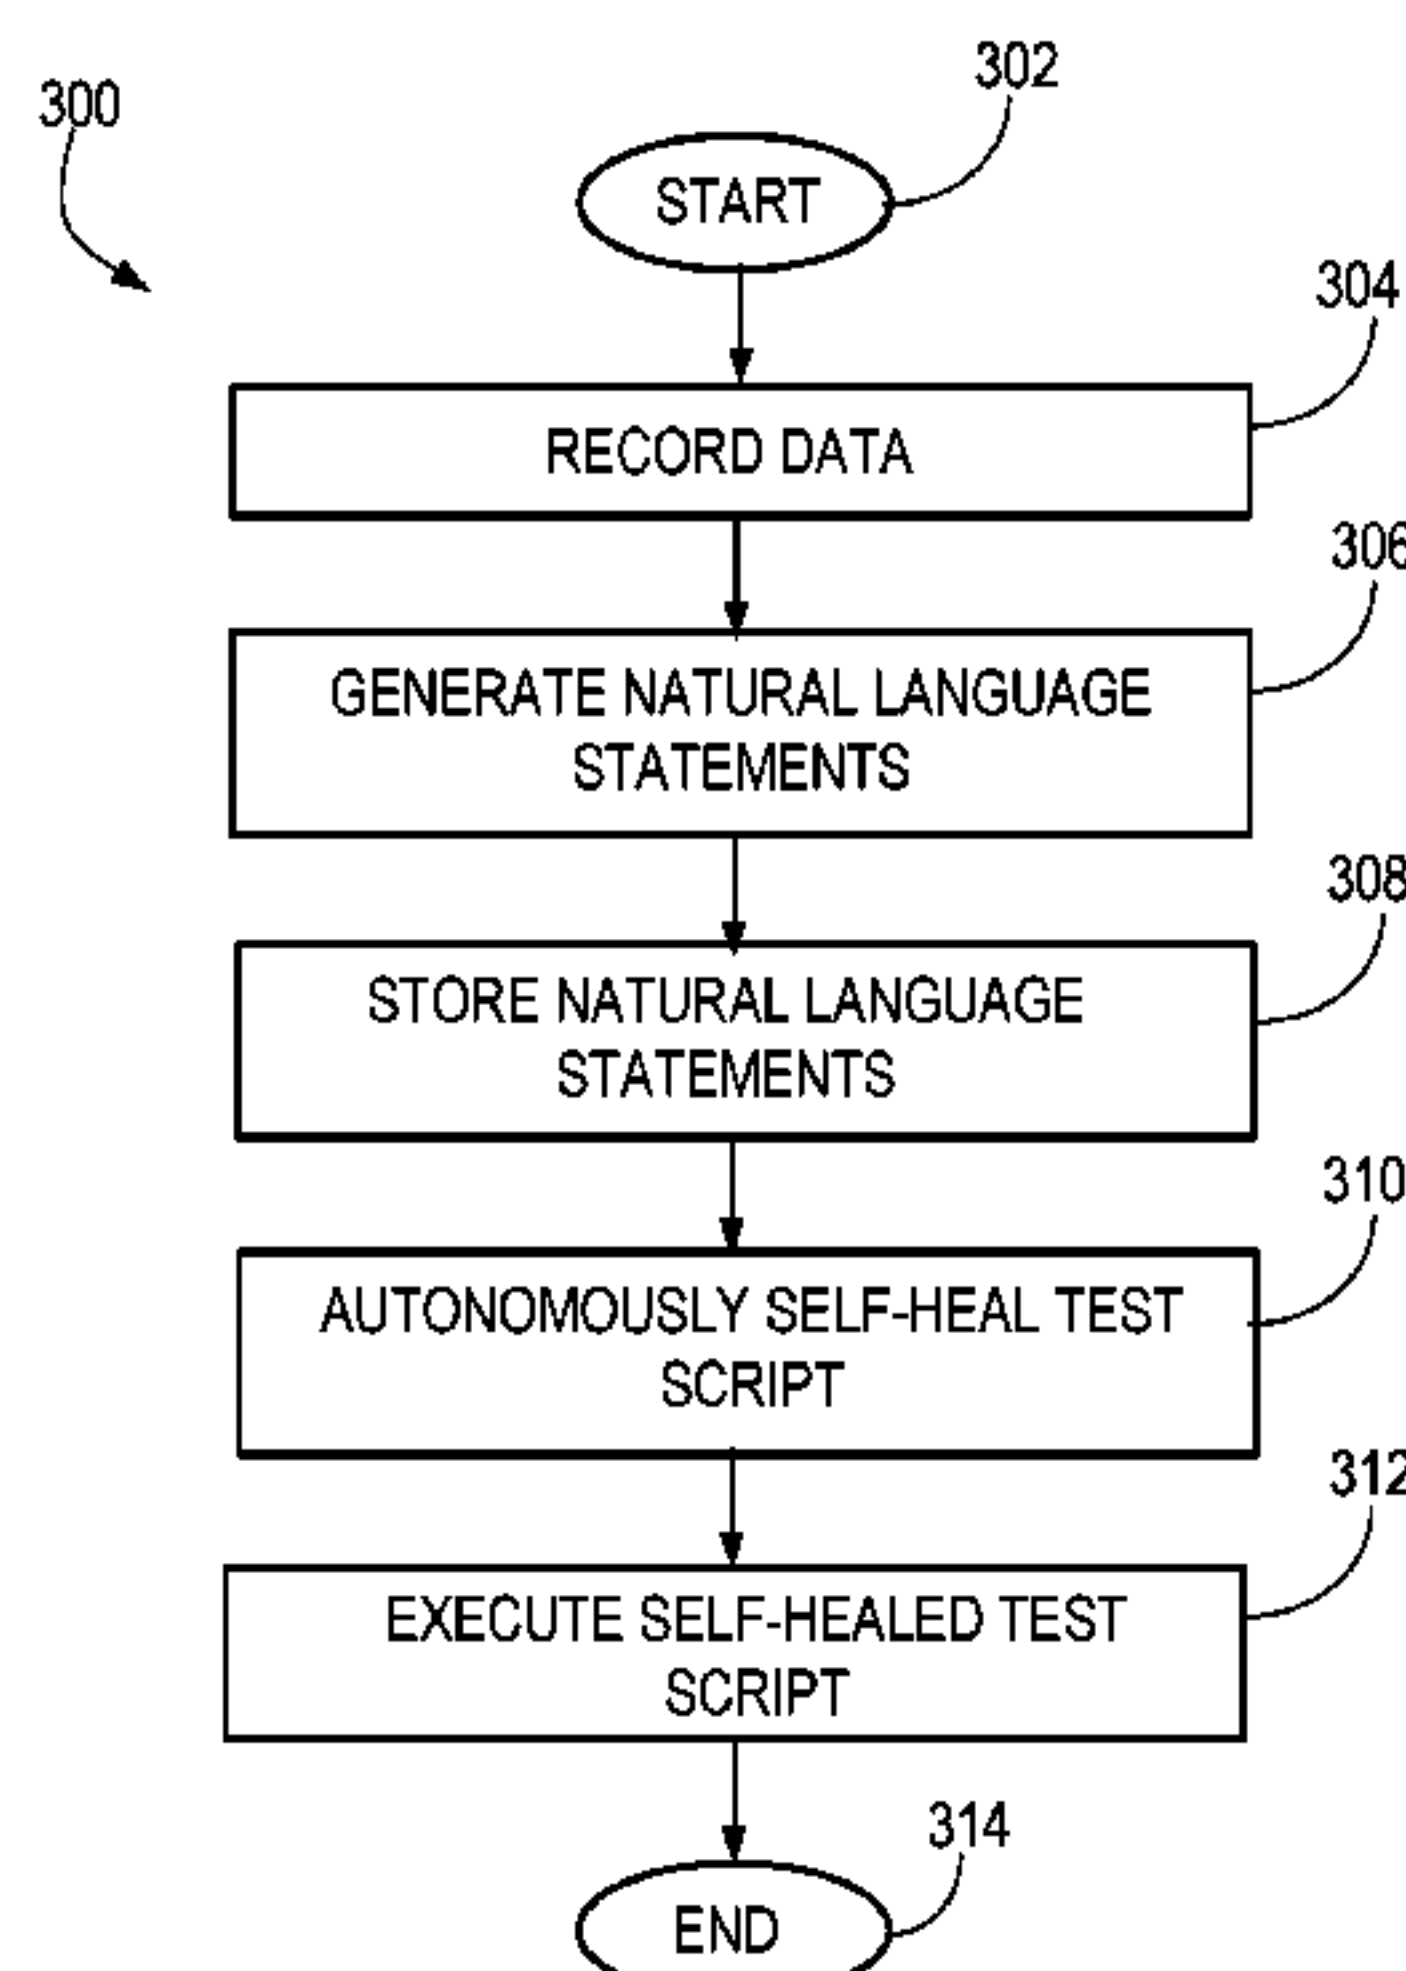 300
302
START
304
RECORD DATA
306
GENERATE NATURAL LANGUAGE
STATEMENTS
308
STORE NATURAL LANGUAGE
STATEMENTS
310
AUTONOMOUSLY SELF-HEAL TEST
SCRIPT
312
EXECUTE SELF-HEALED TEST
SCRIPT
314
END